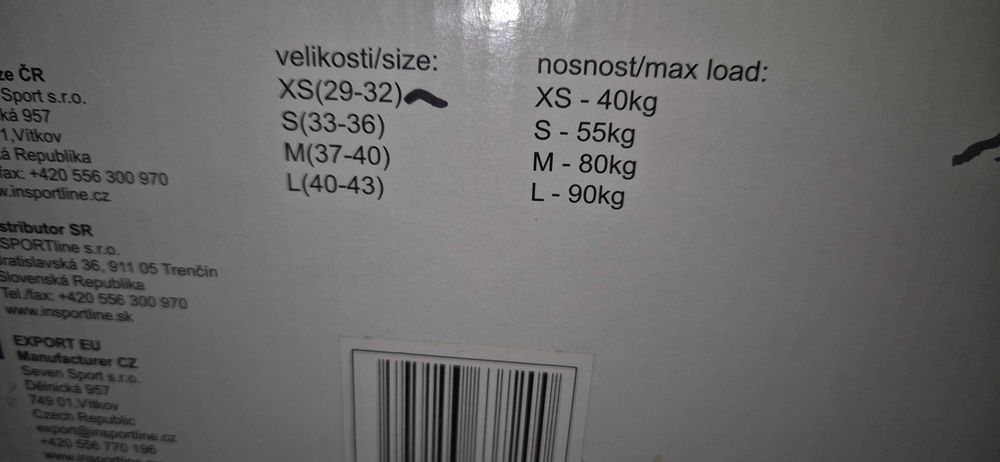 ze ČR
Sport s.r.o.
ká 957
1,Vítkov
á Republika
fax: +420 556 300 970
w.insportline.cz
stributor SR
SPORTline s.r.o.
ratislavská 36, 911 05 Trenčín
Slovenská Republika
Tel./fax: +420 556 300 970
www.insportline.sk
EXPORT EU
Manufacturer CZ
Seven Sport s.r.o.
Dělnická 957
749 01,Vítkov
Czech Republic
export@insportline.cz
+420 556 770 196
velikosti/size:
XS(29-32)
S(33-36)
M(37-40)
L(40-43)
nosnost/max load:
XS - 40kg
S - 55kg
M - 80kg
L - 90kg